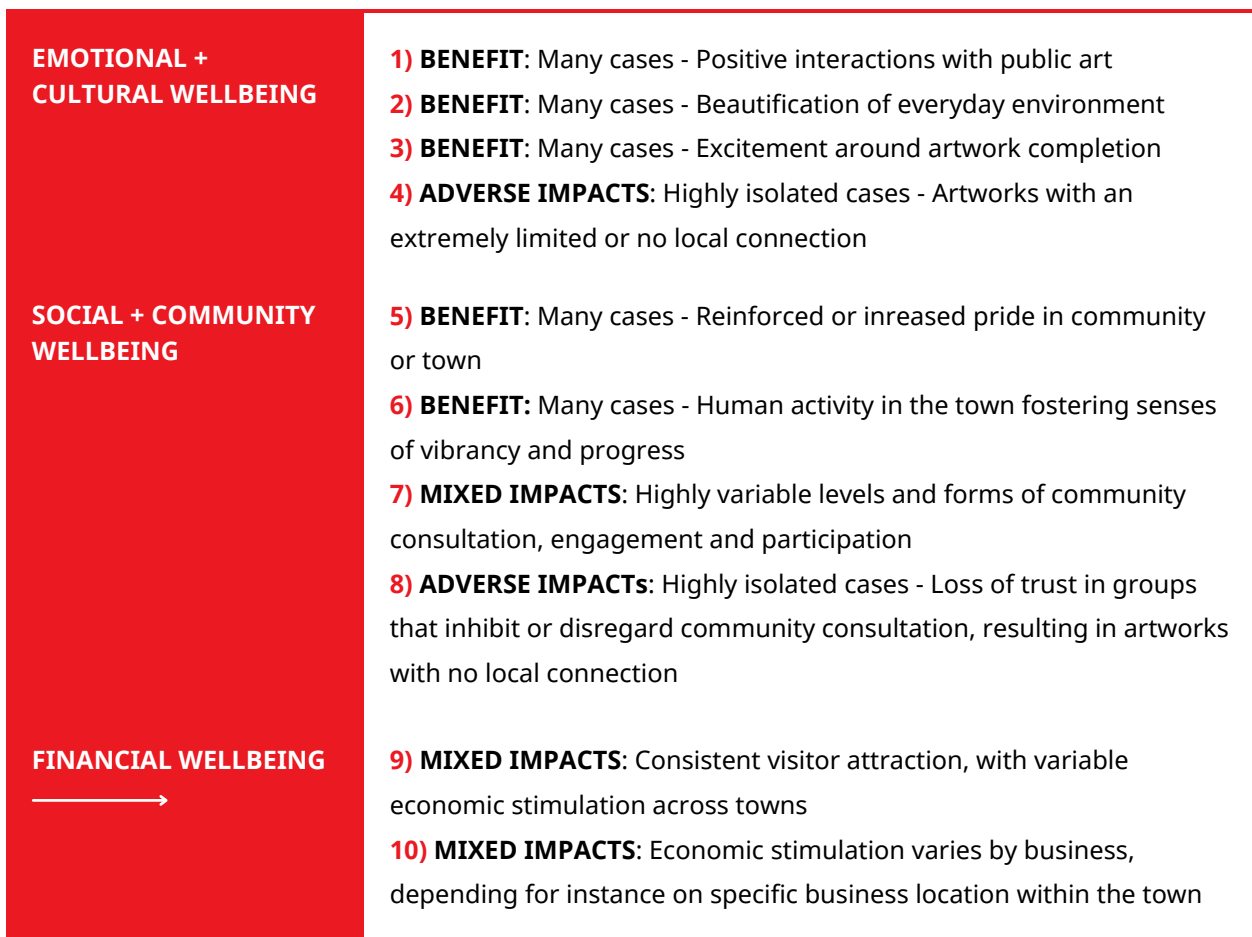 EMOTIONAL +
CULTURAL WELLBEING
1) BENEFIT: Many cases - Positive interactions with public art
2) BENEFIT: Many cases - Beautification of everyday environment
3) BENEFIT: Many cases - Excitement around artwork completion
4) ADVERSE IMPACTS: Highly isolated cases - Artworks with an
extremely limited or no local connection
SOCIAL + COMMUNITY
WELLBEING
5) BENEFIT: Many cases - Reinforced or inreased pride in community
or town
6) BENEFIT: Many cases - Human activity in the town fostering senses
of vibrancy and progress
7) MIXED IMPACTS: Highly variable levels and forms of community
consultation, engagement and participation
8) ADVERSE IMPACTs: Highly isolated cases - Loss of trust in groups
that inhibit or disregard community consultation, resulting in artworks
with no local connection
FINANCIAL WELLBEING
9) MIXED IMPACTS: Consistent visitor attraction, with variable
economic stimulation across towns
10) MIXED IMPACTS: Economic stimulation varies by business,
depending for instance on specific business location within the town